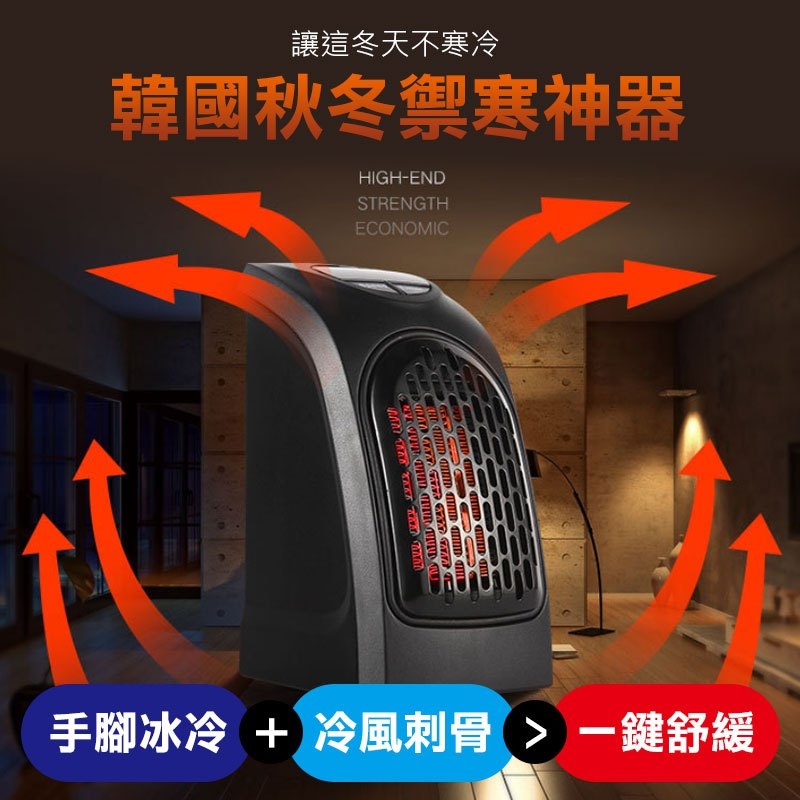 讓這冬天不寒冷
韓國秋冬禦寒神器
HIGH-END
STRENGTH
ECONOMIC
手腳冰冷 + 冷風刺骨 > 一鍵舒緩